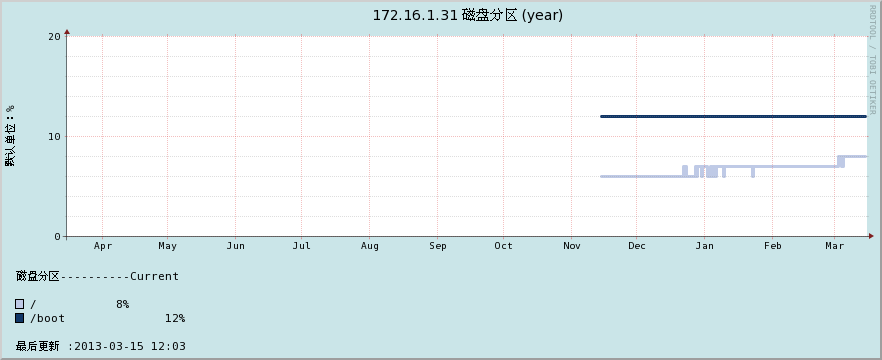 172.16.1.31 磁盘分区 (year)
RRDTOOL / TOBI OETIKER
默认单位：%
20
10
0
Apr May Jun Jul Aug Sep Oct Nov Dec Jan Feb Mar
磁盘分区----------Current
/ 8%
/boot 12%
最后更新 :2013-03-15 12:03